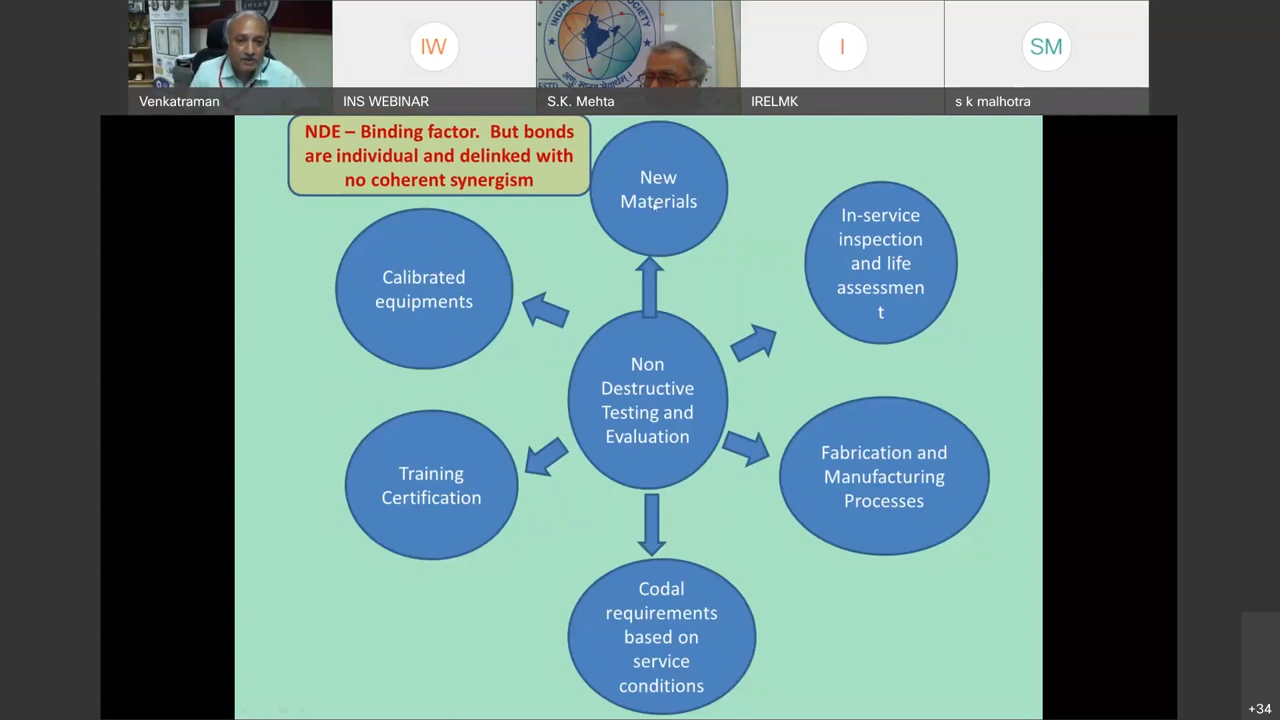 IW
I
SM
INDIAN
SOCIETY
Venkatraman
INS WEBINAR
S.K. Mehta
IRELMK
s k malhotra
NDE – Binding factor. But bonds
are individual and delinked with
no coherent synergism
New
Materials
In-service
inspection
and life
assessmen
t
Calibrated
equipments
Non
Destructive
Testing and
Evaluation
Training
Certification
Fabrication and
Manufacturing
Processes
Codal
requirements
based on
service
conditions
+34